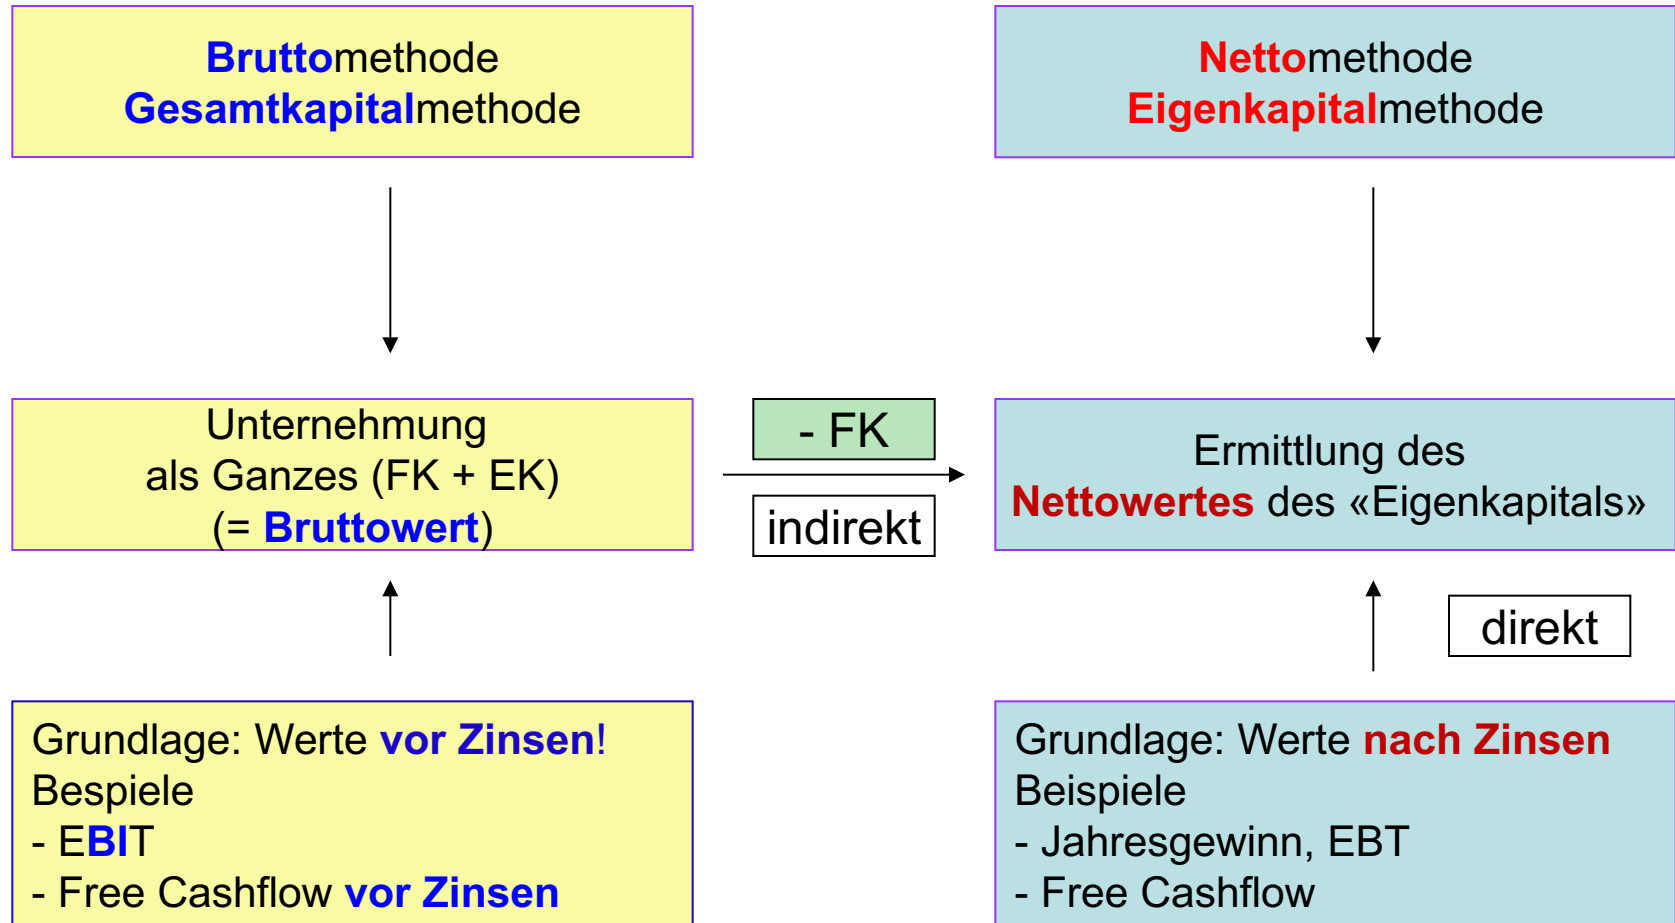 Bruttomethode
Gesamtkapitalmethode
Nettomethode
Eigenkapitalmethode
Unternehmung
als Ganzes (FK + EK)
(= Bruttowert)
- FK
indirekt
Ermittlung des
Nettowertes des «Eigenkapitals»
direkt
Grundlage: Werte vor Zinsen!
Bespiele
- EBIT
- Free Cashflow vor Zinsen
Grundlage: Werte nach Zinsen
Beispiele
- Jahresgewinn, EBT
- Free Cashflow